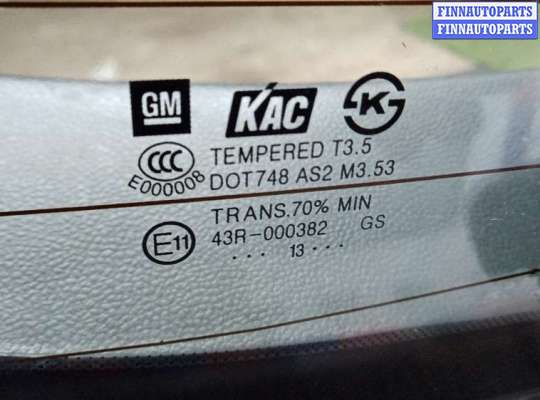 FINNAUTOPARTS
FINNAUTOPARTS
GM KAC K
CCC TEMPERED T3.5
E000008 DOT748 AS2 M3.53
TRANS.70% MIN
E11 43R-000382 GS
... 13 ...